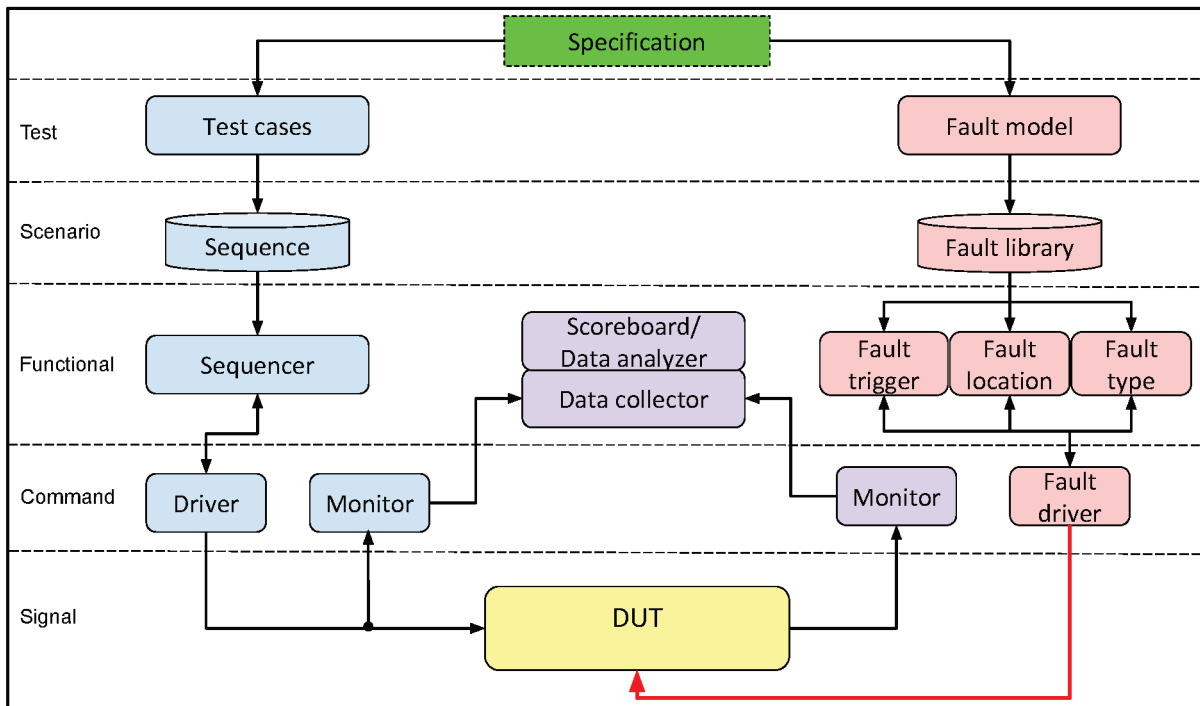 Specification
Test
Test cases
Fault model
Scenario
Sequence
Fault library
Functional
Sequencer
Scoreboard/
Data analyzer
Data collector
Fault
trigger
Fault
location
Fault
type
Command
Driver
Monitor
Monitor
Fault
driver
Signal
DUT